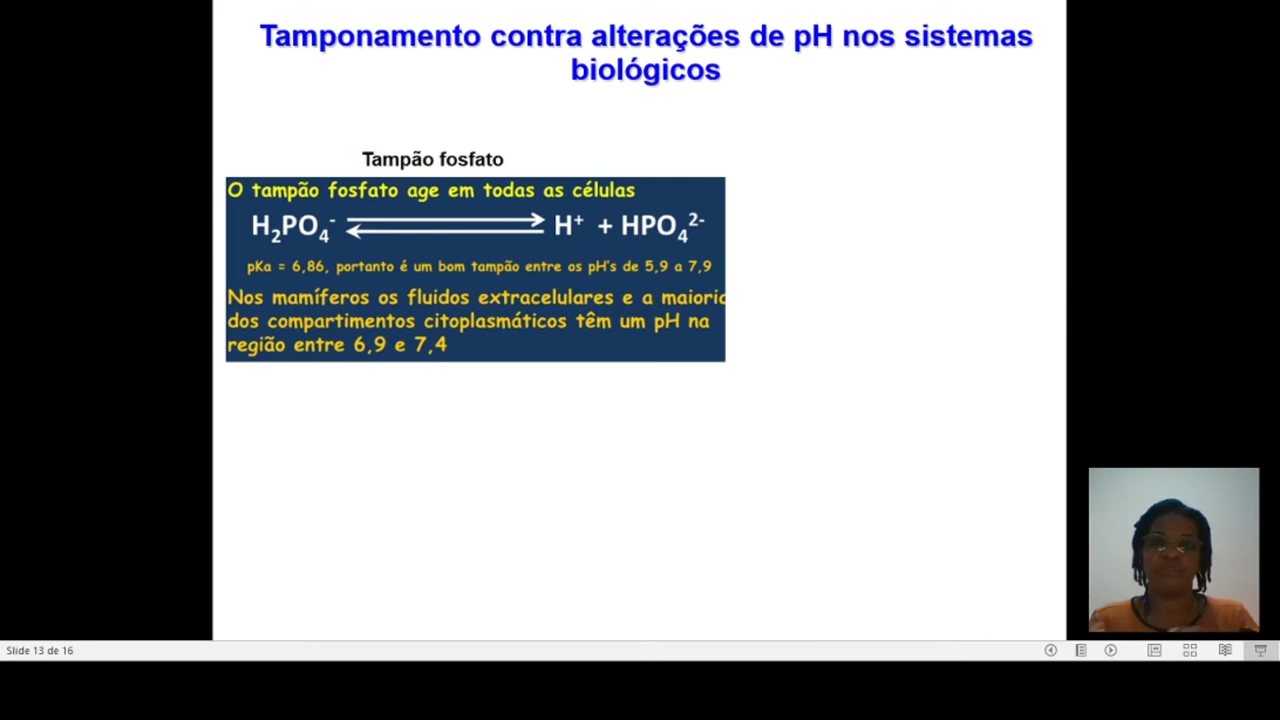 Tamponamento contra alterações de pH nos sistemas
biológicos
Tampão fosfato
O tampão fosfato age em todas as células
H₂PO₄⁻ ⇌ H⁺ + HPO₄²⁻
pKa = 6,86, portanto é um bom tampão entre os pH's de 5,9 a 7,9
Nos mamíferos os fluidos extracelulares e a maioria
dos compartimentos citoplasmáticos têm um pH na
região entre 6,9 e 7,4
Slide 13 de 16